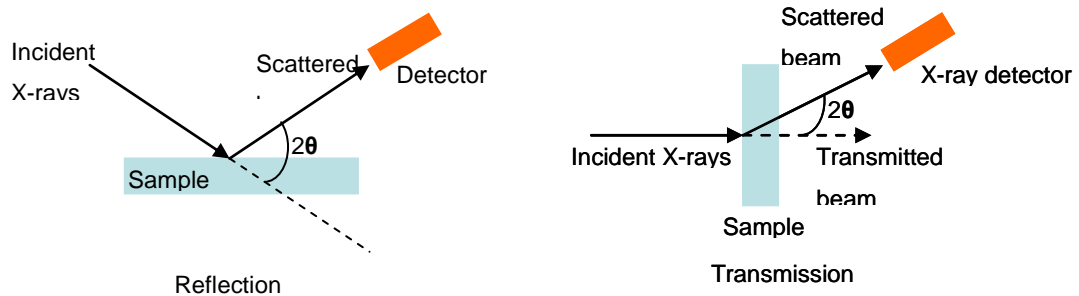 Incident
X-rays
Scattered
Detector
2θ
Sample
Reflection
Scattered
beam
X-ray detector
2θ
Incident X-rays
Transmitted
beam
Sample
Transmission